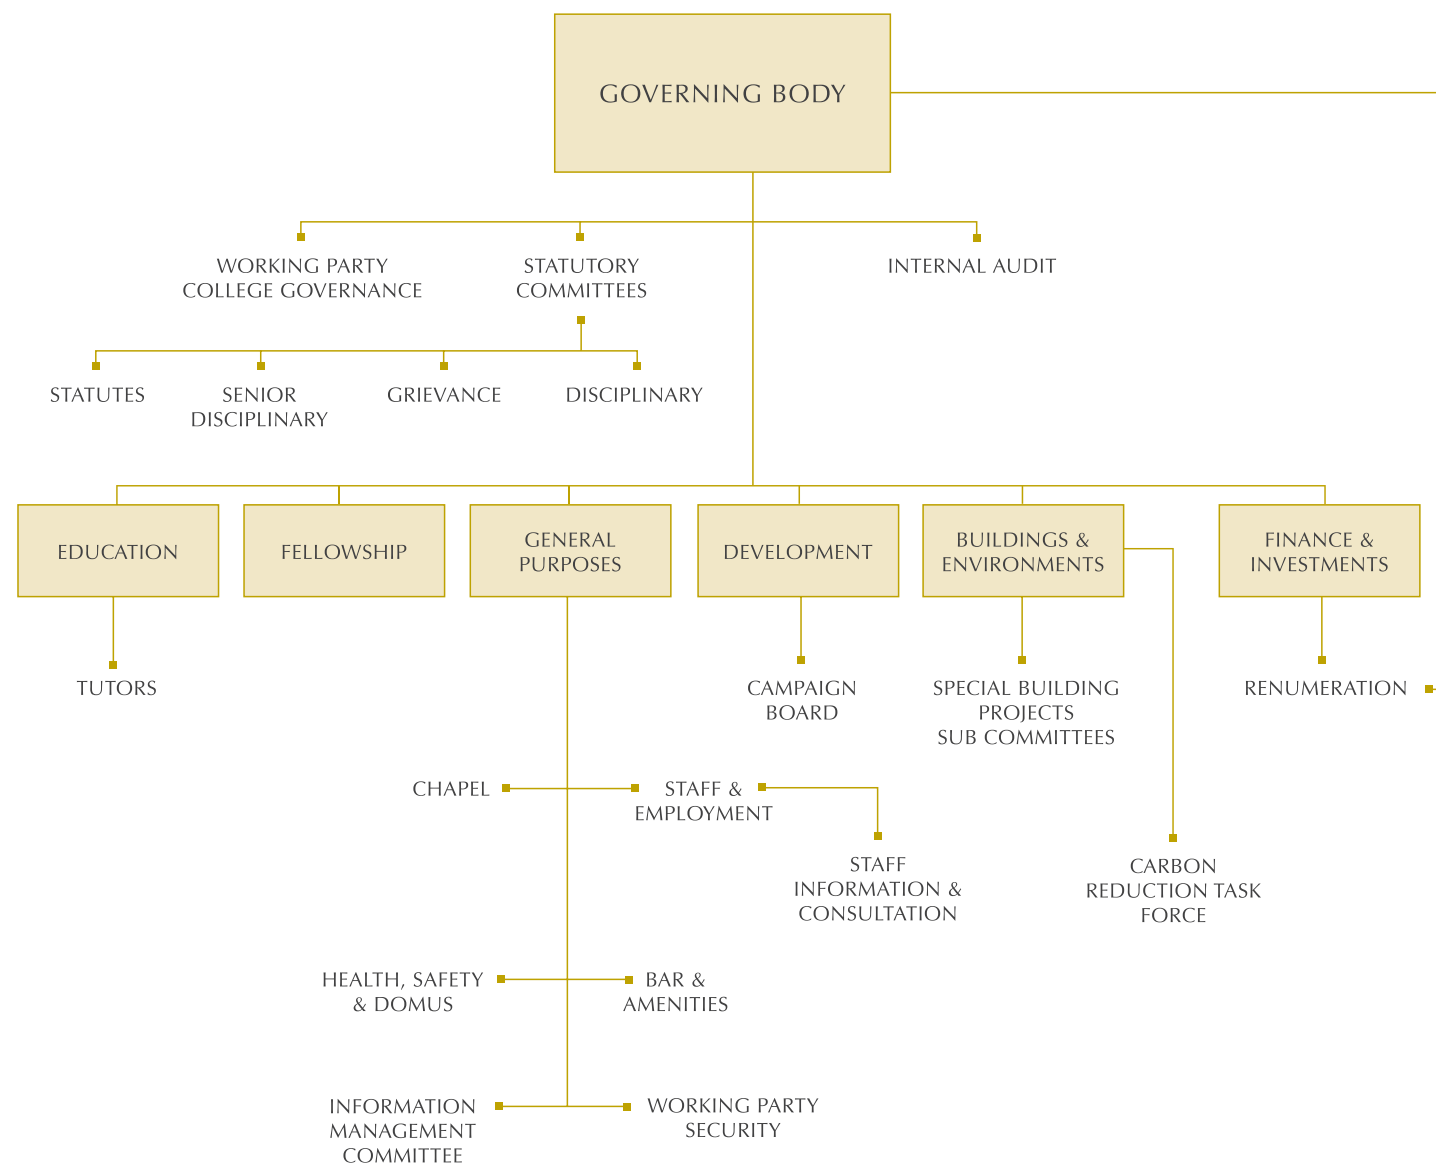 GOVERNING BODY
WORKING PARTY
COLLEGE GOVERNANCE
STATUTORY
COMMITTEES
INTERNAL AUDIT
STATUTES
SENIOR
DISCIPLINARY
GRIEVANCE
DISCIPLINARY
EDUCATION
FELLOWSHIP
GENERAL
PURPOSES
DEVELOPMENT
BUILDINGS &
ENVIRONMENTS
FINANCE &
INVESTMENTS
TUTORS
CAMPAIGN
BOARD
SPECIAL BUILDING
PROJECTS
SUB COMMITTEES
RENUMERATION
CHAPEL
STAFF &
EMPLOYMENT
STAFF
INFORMATION &
CONSULTATION
CARBON
REDUCTION TASK
FORCE
HEALTH, SAFETY
& DOMUS
BAR &
AMENITIES
INFORMATION
MANAGEMENT
COMMITTEE
WORKING PARTY
SECURITY